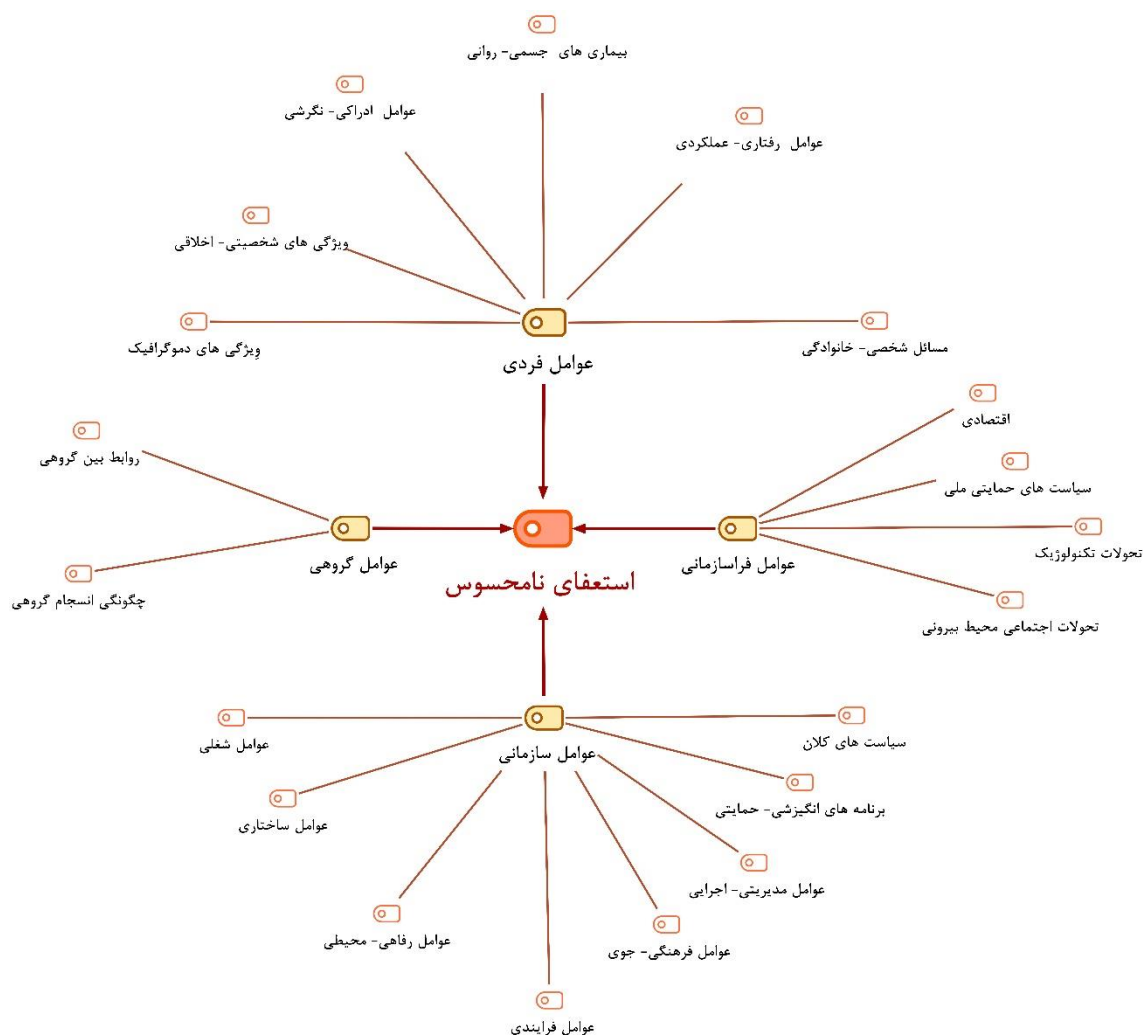 بیماری های جسمی- روانی
عوامل ادراکی- نگرشی
عوامل رفتاری- عملکردی
ویژگی های شخصیتی- اخلاقی
ویژگی های دموگرافیک
مسائل شخصی- خانوادگی
عوامل فردی
اقتصادی
روابط بین گروهی
سیاست های حمایتی ملی
تحولات تکنولوژیک
عوامل گروهی
عوامل فراسازمانی
استعفای نامحسوس
چگونگی انسجام گروهی
تحولات اجتماعی محیط بیرونی
سیاست های کلان
عوامل شغلی
عوامل سازمانی
برنامه های انگیزشی- حمایتی
عوامل ساختاری
عوامل مدیریتی- اجرایی
عوامل رفاهی- محیطی
عوامل فرهنگی- جوی
عوامل فرایندی